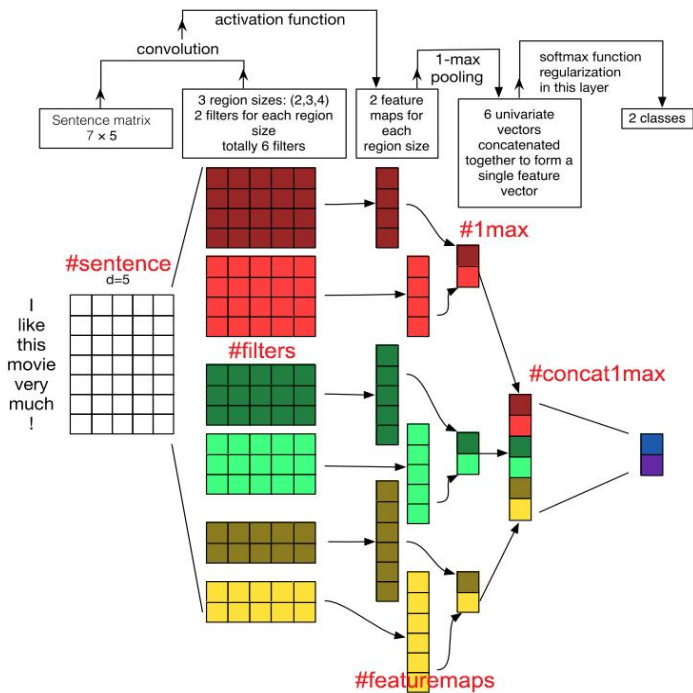 activation function
convolution
1-max
pooling
softmax function
regularization
in this layer
Sentence matrix
7 × 5
3 region sizes: (2,3,4)
2 filters for each region
size
totally 6 filters
2 feature
maps for
each
region size
6 univariate
vectors
concatenated
together to form a
single feature
vector
2 classes
#1max
#sentence
d=5
I
like
this
movie
very
much
!
#filters
#concat1max
#featuremaps